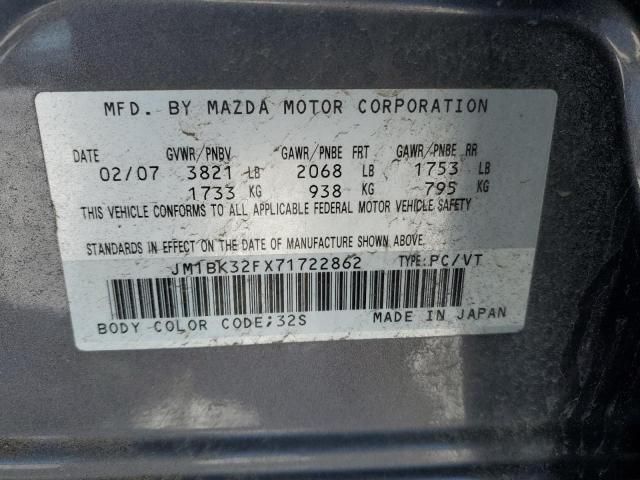 MFD. BY MAZDA MOTOR CORPORATION
DATE GVWR/PNBV GAWR/PNBE FRT GAWR/PNBE RR
02/07 3821 LB 2068 LB 1753 LB
1733 KG 938 KG 795 KG
THIS VEHICLE CONFORMS TO ALL APPLICABLE FEDERAL MOTOR VEHICLE SAFETY
STANDARDS IN EFFECT ON THE DATE OF MANUFACTURE SHOWN ABOVE.
JM1BK32FX71722862 TYPE:PC/VT
BODY COLOR CODE;32S MADE IN JAPAN